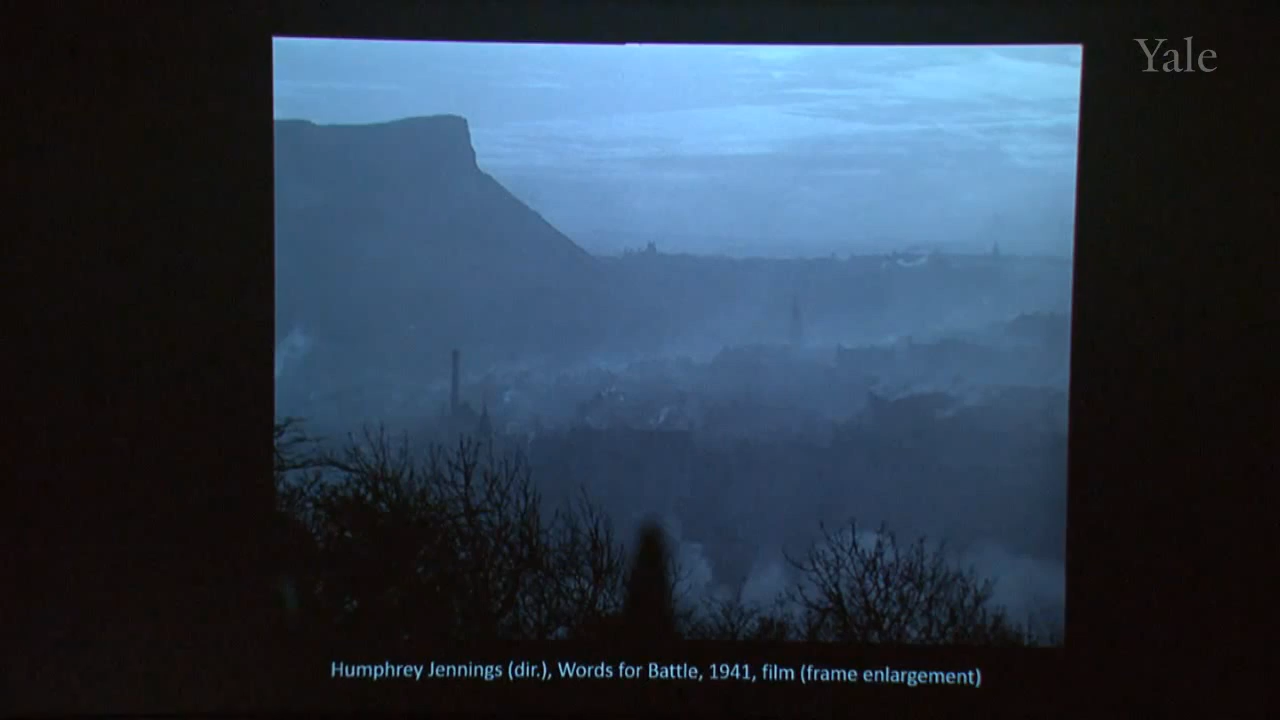 Yale
Humphrey Jennings (dir.), Words for Battle, 1941, film (frame enlargement)